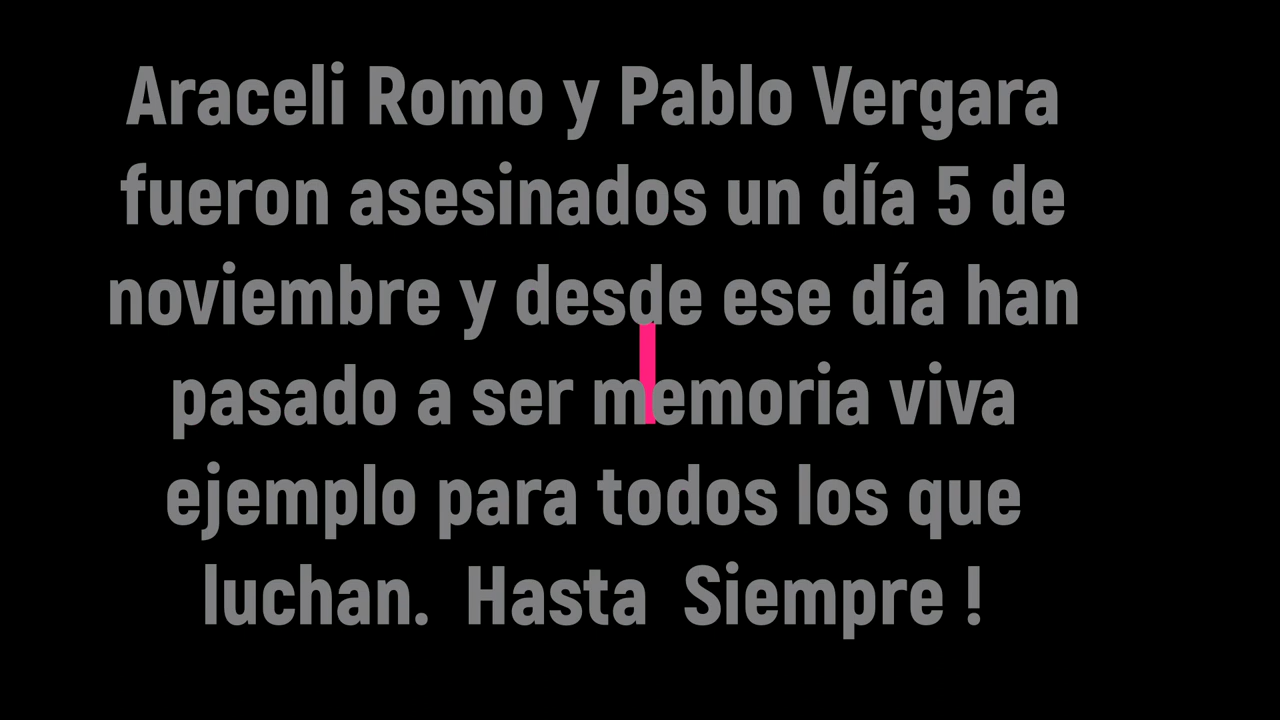 Araceli Romo y Pablo Vergara
fueron asesinados un día 5 de
noviembre y desde ese día han
pasado a ser memoria viva
ejemplo para todos los que
luchan.  Hasta  Siempre !